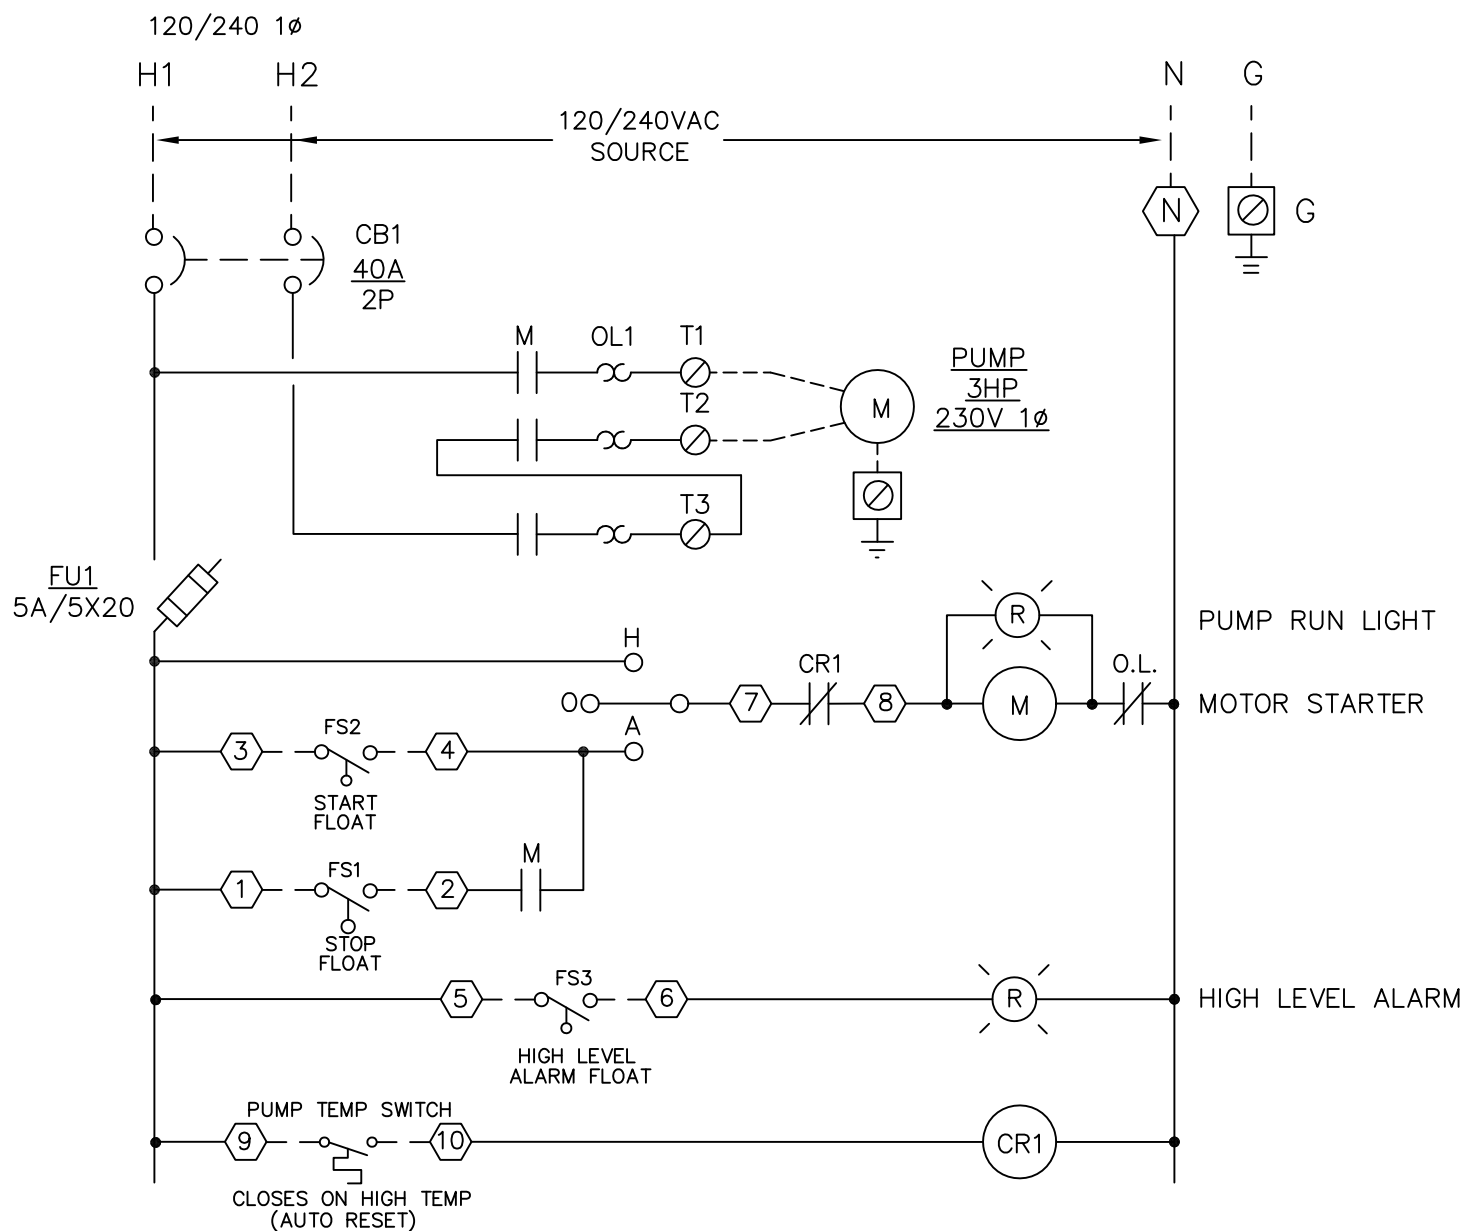 120/240 1ø
H1 H2 N G
120/240VAC
SOURCE
N G
CB1
40A
2P
M OL1 T1
T2
T3
M
PUMP
3HP
230V 1ø
FU1
5A/5X20
R
PUMP RUN LIGHT
H
O
A
7
CR1
8
M
O.L.
MOTOR STARTER
3
FS2
4
START
FLOAT
1
FS1
2
M
STOP
FLOAT
5
FS3
6
R
HIGH LEVEL ALARM
HIGH LEVEL
ALARM FLOAT
PUMP TEMP SWITCH
9
10
CR1
CLOSES ON HIGH TEMP
(AUTO RESET)